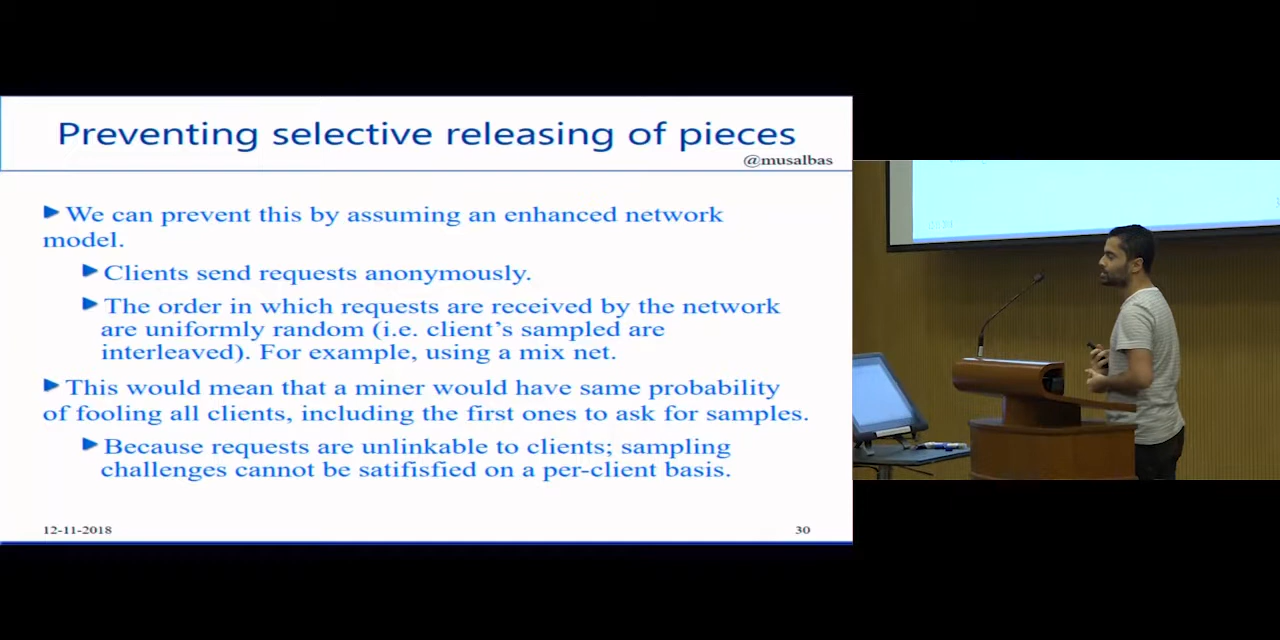 Preventing selective releasing of pieces
@musalbas
We can prevent this by assuming an enhanced network
model.
Clients send requests anonymously.
The order in which requests are received by the network
are uniformly random (i.e. client's sampled are
interleaved). For example, using a mix net.
This would mean that a miner would have same probability
of fooling all clients, including the first ones to ask for samples.
Because requests are unlinkable to clients; sampling
challenges cannot be satifisfied on a per-client basis.
12-11-2018
30